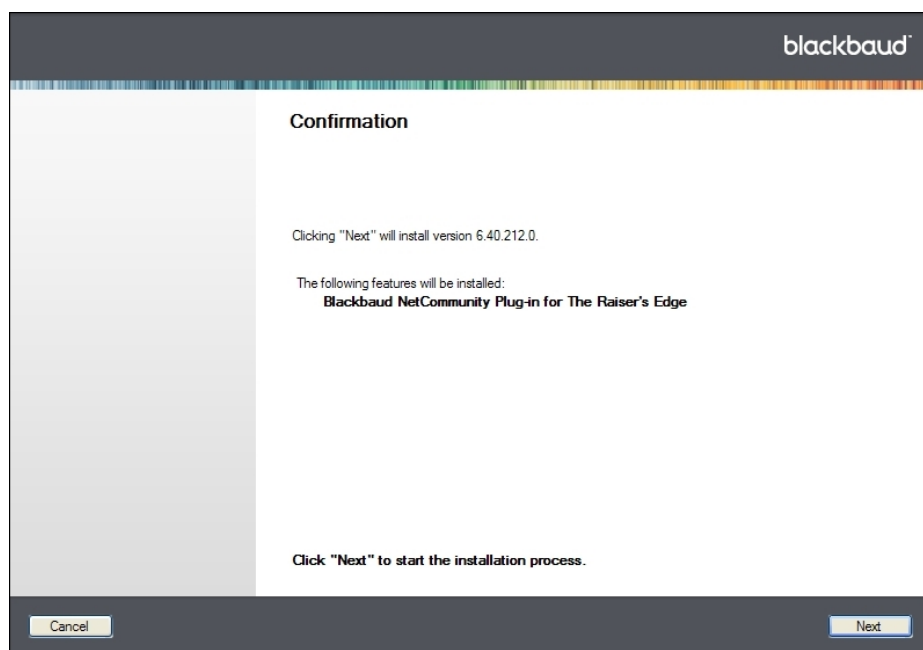 blackbaud
Confirmation
Clicking "Next" will install version 6.40.212.0.
The following features will be installed:
Blackbaud NetCommunity Plug-in for The Raiser's Edge
Click "Next" to start the installation process.
Cancel
Next